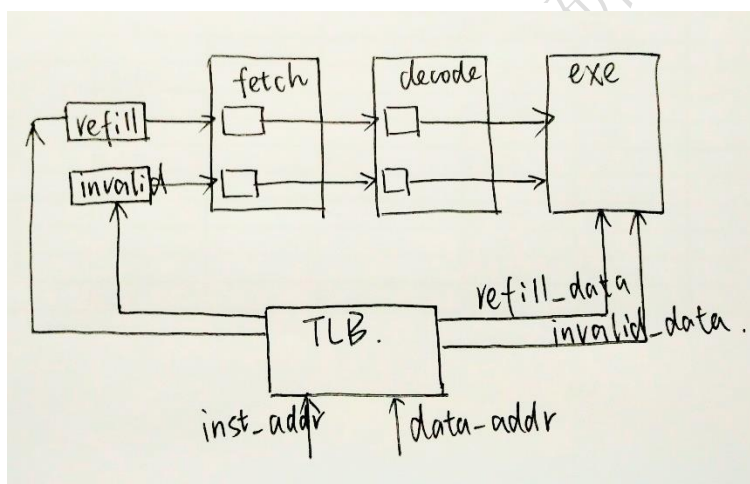 fetch
decode
exe
refill
invalid
refill_data
TLB.
invalid_data.
inst_addr
data-addr